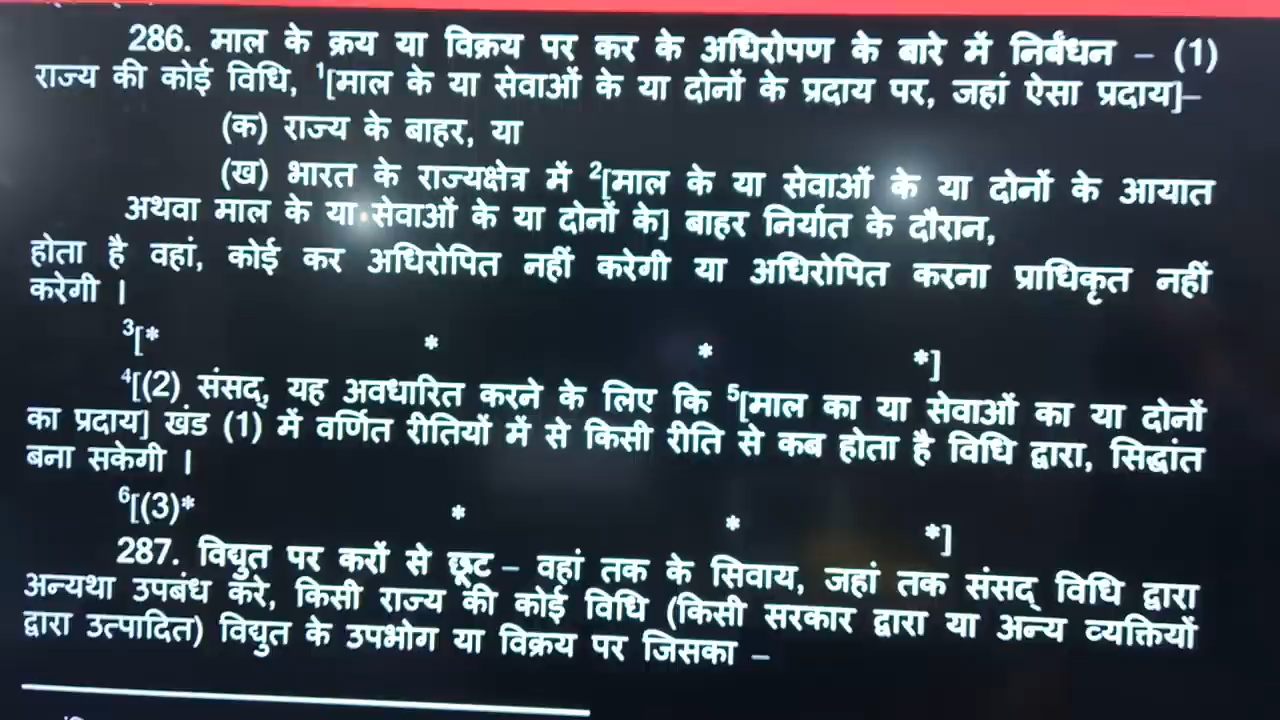 286. माल के क्रय या विक्रय पर कर के अधिरोपण के बारे में निर्बंधन – (1)
राज्य की कोई विधि, ¹[माल के या सेवाओं के या दोनों के प्रदाय पर, जहां ऐसा प्रदाय]–
(क) राज्य के बाहर, या
(ख) भारत के राज्यक्षेत्र में ²[माल के या सेवाओं के या दोनों के आयात
अथवा माल के या सेवाओं के या दोनों के] बाहर निर्यात के दौरान,
होता है वहां, कोई कर अधिरोपित नहीं करेगी या अधिरोपित करना प्राधिकृत नहीं
करेगी ।
³[* * * *]
⁴[(2) संसद्, यह अवधारित करने के लिए कि ⁵[माल का या सेवाओं का या दोनों
का प्रदाय] खंड (1) में वर्णित रीतियों में से किसी रीति से कब होता है विधि द्वारा, सिद्धांत
बना सकेगी ।
⁶[(3)* * * *]
287. विद्युत पर करों से छूट – वहां तक के सिवाय, जहां तक संसद् विधि द्वारा
अन्यथा उपबंध करे, किसी राज्य की कोई विधि (किसी सरकार द्वारा या अन्य व्यक्तियों
द्वारा उत्पादित) विद्युत के उपभोग या विक्रय पर जिसका –